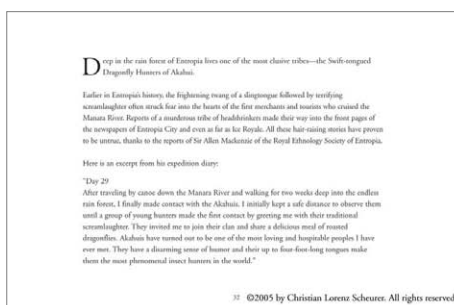 Deep in the rain forest of Entropia lives one of the most elusive tribes—the Swift-tongued
Dragonfly Hunters of Akahui.
Earlier in Entropia's history, the frightening twang of a slingtongue followed by terrifying
screamlaughter often struck fear into the hearts of the first merchants and tourists who cruised the
Manata River. Reports of a murderous tribe of headshrinkers made their way into the front pages of
the newspapers of Entropia City and even at far as Ice Royale. All these hair-raising stories have proven
to be untrue, thanks to the reports of Sir Allen Mackenzie of the Royal Ethnology Society of Entropia.
Here is an excerpt from his expedition diary:
"Day 29
After traveling by canoe down the Manata River and walking for two weeks deep into the endless
rain forest, I finally made contact with the Akahuis. I initially kept a safe distance to observe them
until a group of young hunters made the first contact by greeting me with their traditional
screamlaughter. They invited me to join their clan and share a delicious meal of roasted
dragonflies. Akahuis have turned out to be one of the most loving and hospitable peoples I have
ever met. They have a disarming sense of humor and their up to four-foot-long tongues make
them the most phenomenal insect hunters in the world."
©2005 by Christian Lorenz Scheurer. All rights reserved